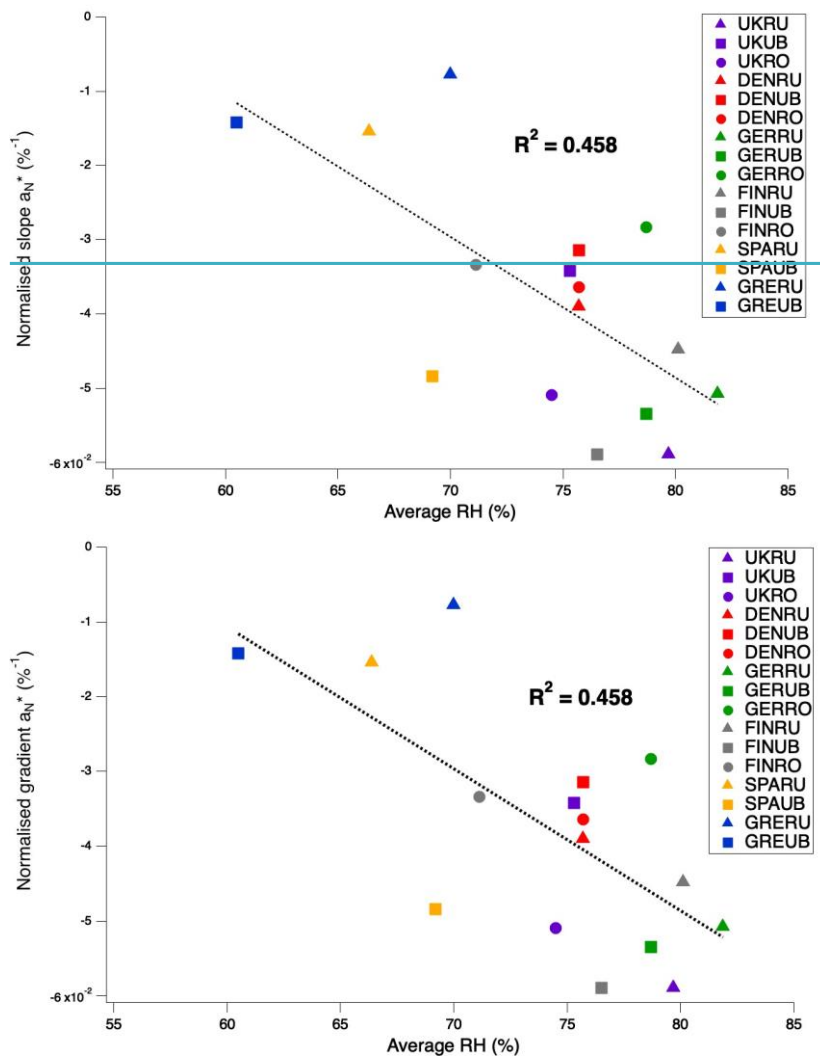 0
-1
-2
-3
-4
-5
-6 x10⁻²
Normalised slope a_N* (%⁻¹)
R² = 0.458
UKRU
UKUB
UKRO
DENRU
DENUB
DENRO
GERRU
GERUB
GERRO
FINRU
FINUB
FINRO
SPARU
SPAUB
GRERU
GREUB
55 60 65 70 75 80 85
Average RH (%)
0
-1
-2
-3
-4
-5
-6 x10⁻²
Normalised gradient a_N* (%⁻¹)
R² = 0.458
UKRU
UKUB
UKRO
DENRU
DENUB
DENRO
GERRU
GERUB
GERRO
FINRU
FINUB
FINRO
SPARU
SPAUB
GRERU
GREUB
55 60 65 70 75 80 85
Average RH (%)